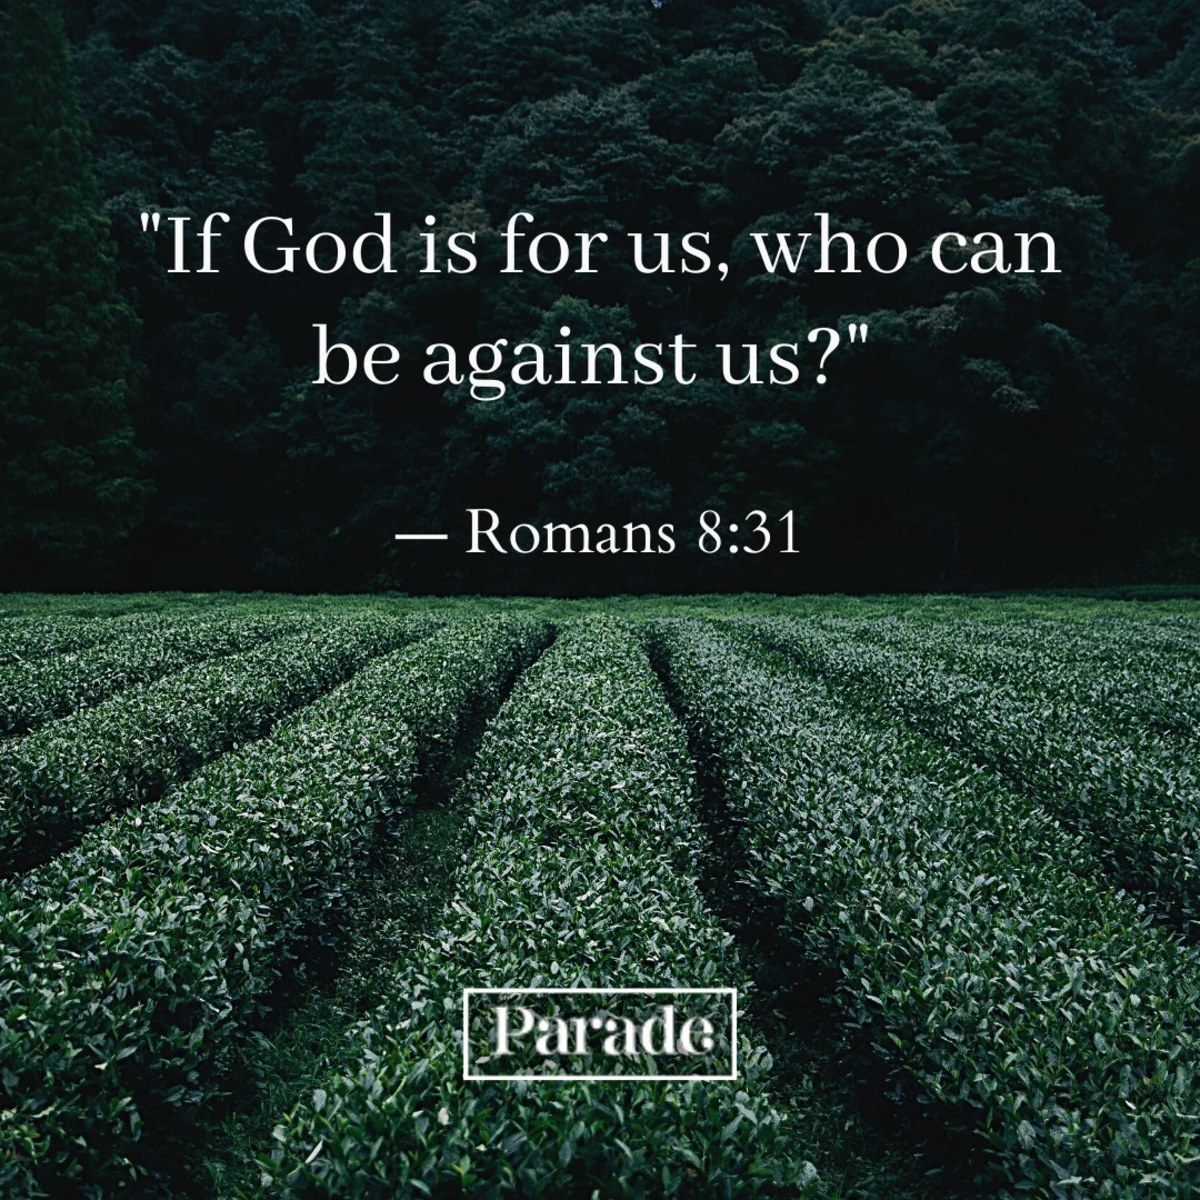 "If God is for us, who can
be against us?"
— Romans 8:31
Parade